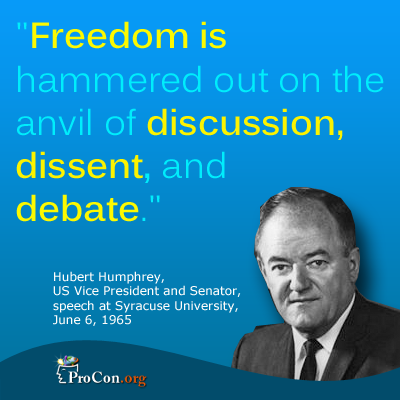 "Freedom is
hammered out on the
anvil of discussion,
dissent, and
debate."
Hubert Humphrey,
US Vice President and Senator,
speech at Syracuse University,
June 6, 1965
ProCon.org